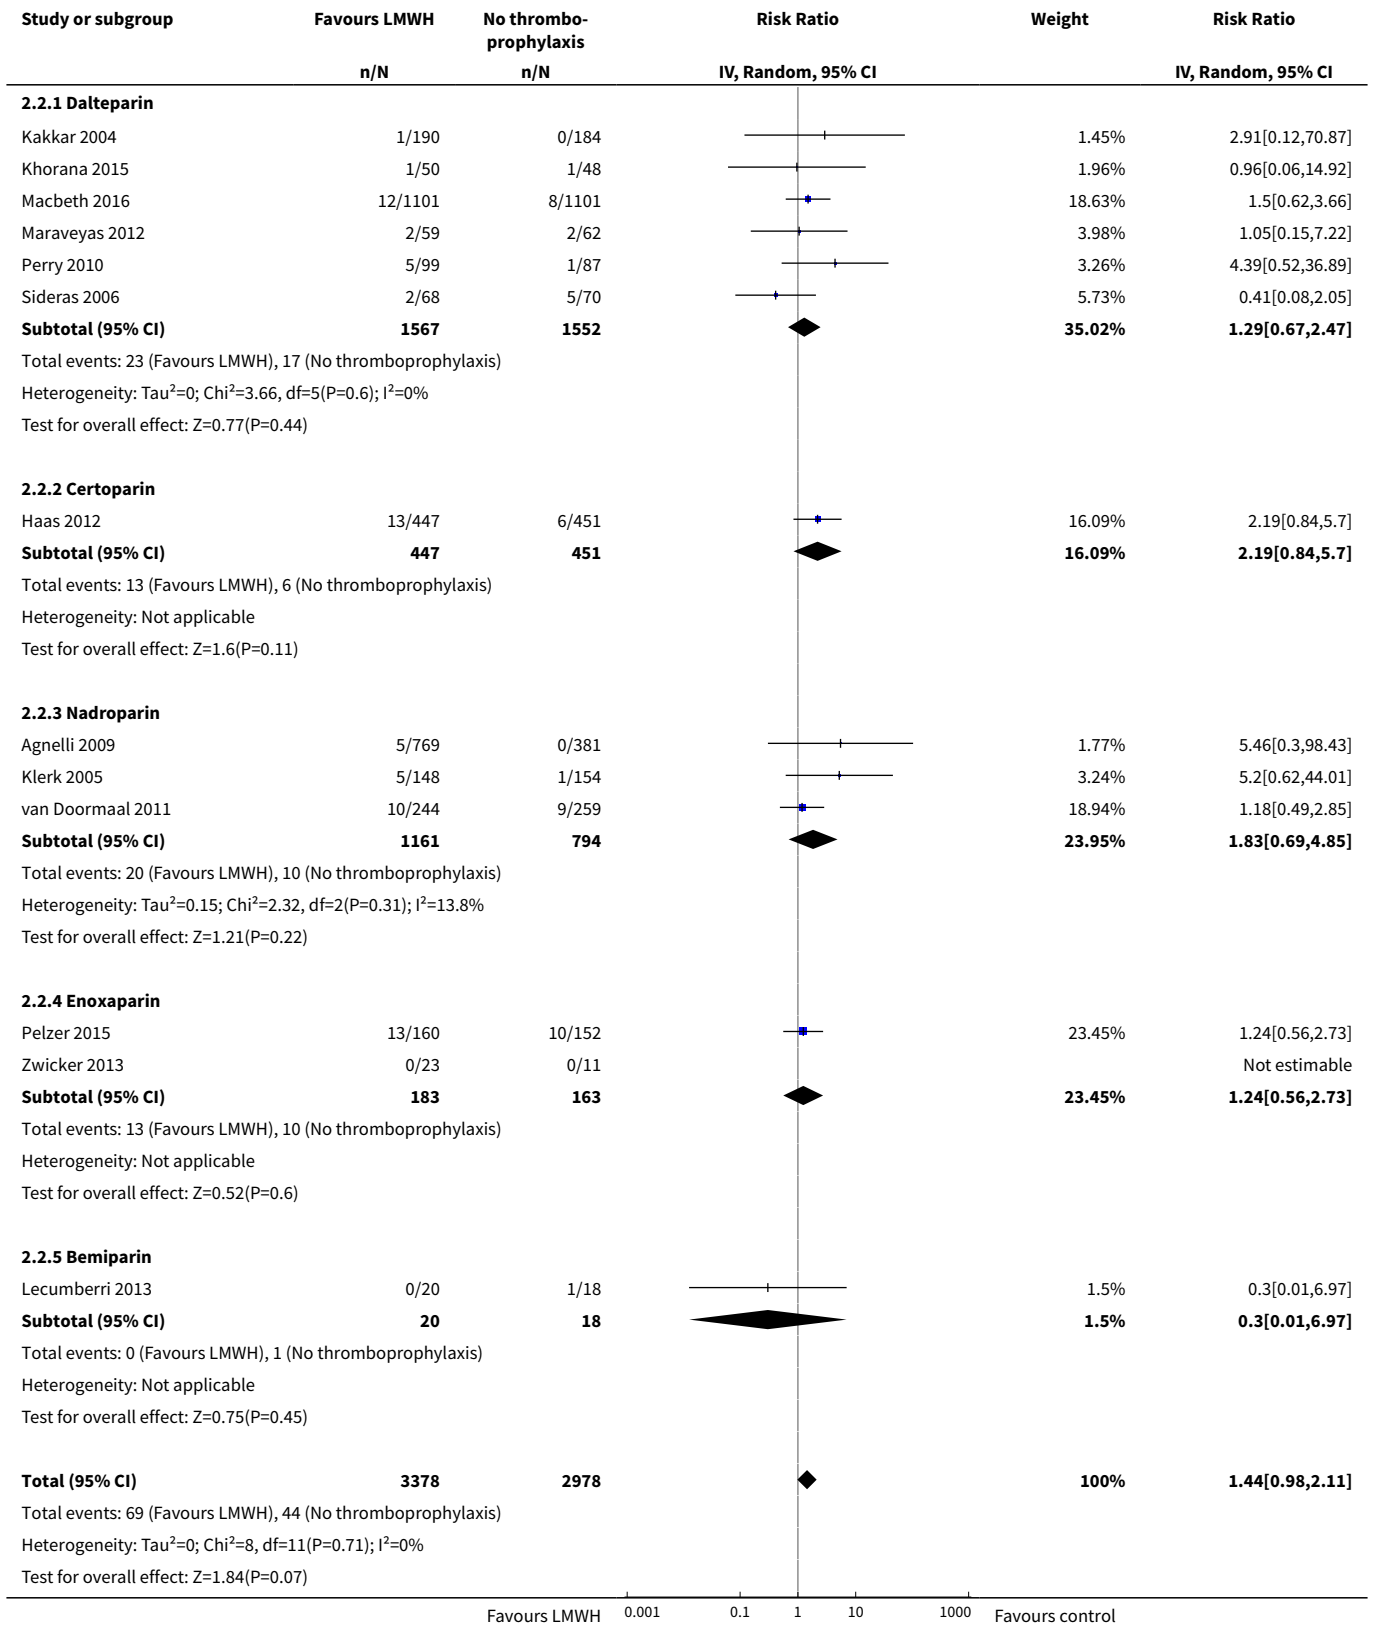 Study or subgroup Favours LMWH No thrombo- Risk Ratio Weight Risk Ratio
prophylaxis
n/N n/N IV, Random, 95% CI IV, Random, 95% CI
2.2.1 Dalteparin
Kakkar 2004 1/190 0/184 1.45% 2.91[0.12,70.87]
Khorana 2015 1/50 1/48 1.96% 0.96[0.06,14.92]
Macbeth 2016 12/1101 8/1101 18.63% 1.5[0.62,3.66]
Maraveyas 2012 2/59 2/62 3.98% 1.05[0.15,7.22]
Perry 2010 5/99 1/87 3.26% 4.39[0.52,36.89]
Sideras 2006 2/68 5/70 5.73% 0.41[0.08,2.05]
Subtotal (95% CI) 1567 1552 35.02% 1.29[0.67,2.47]
Total events: 23 (Favours LMWH), 17 (No thromboprophylaxis)
Heterogeneity: Tau²=0; Chi²=3.66, df=5(P=0.6); I²=0%
Test for overall effect: Z=0.77(P=0.44)
2.2.2 Certoparin
Haas 2012 13/447 6/451 16.09% 2.19[0.84,5.7]
Subtotal (95% CI) 447 451 16.09% 2.19[0.84,5.7]
Total events: 13 (Favours LMWH), 6 (No thromboprophylaxis)
Heterogeneity: Not applicable
Test for overall effect: Z=1.6(P=0.11)
2.2.3 Nadroparin
Agnelli 2009 5/769 0/381 1.77% 5.46[0.3,98.43]
Klerk 2005 5/148 1/154 3.24% 5.2[0.62,44.01]
van Doormaal 2011 10/244 9/259 18.94% 1.18[0.49,2.85]
Subtotal (95% CI) 1161 794 23.95% 1.83[0.69,4.85]
Total events: 20 (Favours LMWH), 10 (No thromboprophylaxis)
Heterogeneity: Tau²=0.15; Chi²=2.32, df=2(P=0.31); I²=13.8%
Test for overall effect: Z=1.21(P=0.22)
2.2.4 Enoxaparin
Pelzer 2015 13/160 10/152 23.45% 1.24[0.56,2.73]
Zwicker 2013 0/23 0/11 Not estimable
Subtotal (95% CI) 183 163 23.45% 1.24[0.56,2.73]
Total events: 13 (Favours LMWH), 10 (No thromboprophylaxis)
Heterogeneity: Not applicable
Test for overall effect: Z=0.52(P=0.6)
2.2.5 Bemiparin
Lecumberri 2013 0/20 1/18 1.5% 0.3[0.01,6.97]
Subtotal (95% CI) 20 18 1.5% 0.3[0.01,6.97]
Total events: 0 (Favours LMWH), 1 (No thromboprophylaxis)
Heterogeneity: Not applicable
Test for overall effect: Z=0.75(P=0.45)
Total (95% CI) 3378 2978 100% 1.44[0.98,2.11]
Total events: 69 (Favours LMWH), 44 (No thromboprophylaxis)
Heterogeneity: Tau²=0; Chi²=8, df=11(P=0.71); I²=0%
Test for overall effect: Z=1.84(P=0.07)
Favours LMWH 0.001 0.1 1 10 1000 Favours control